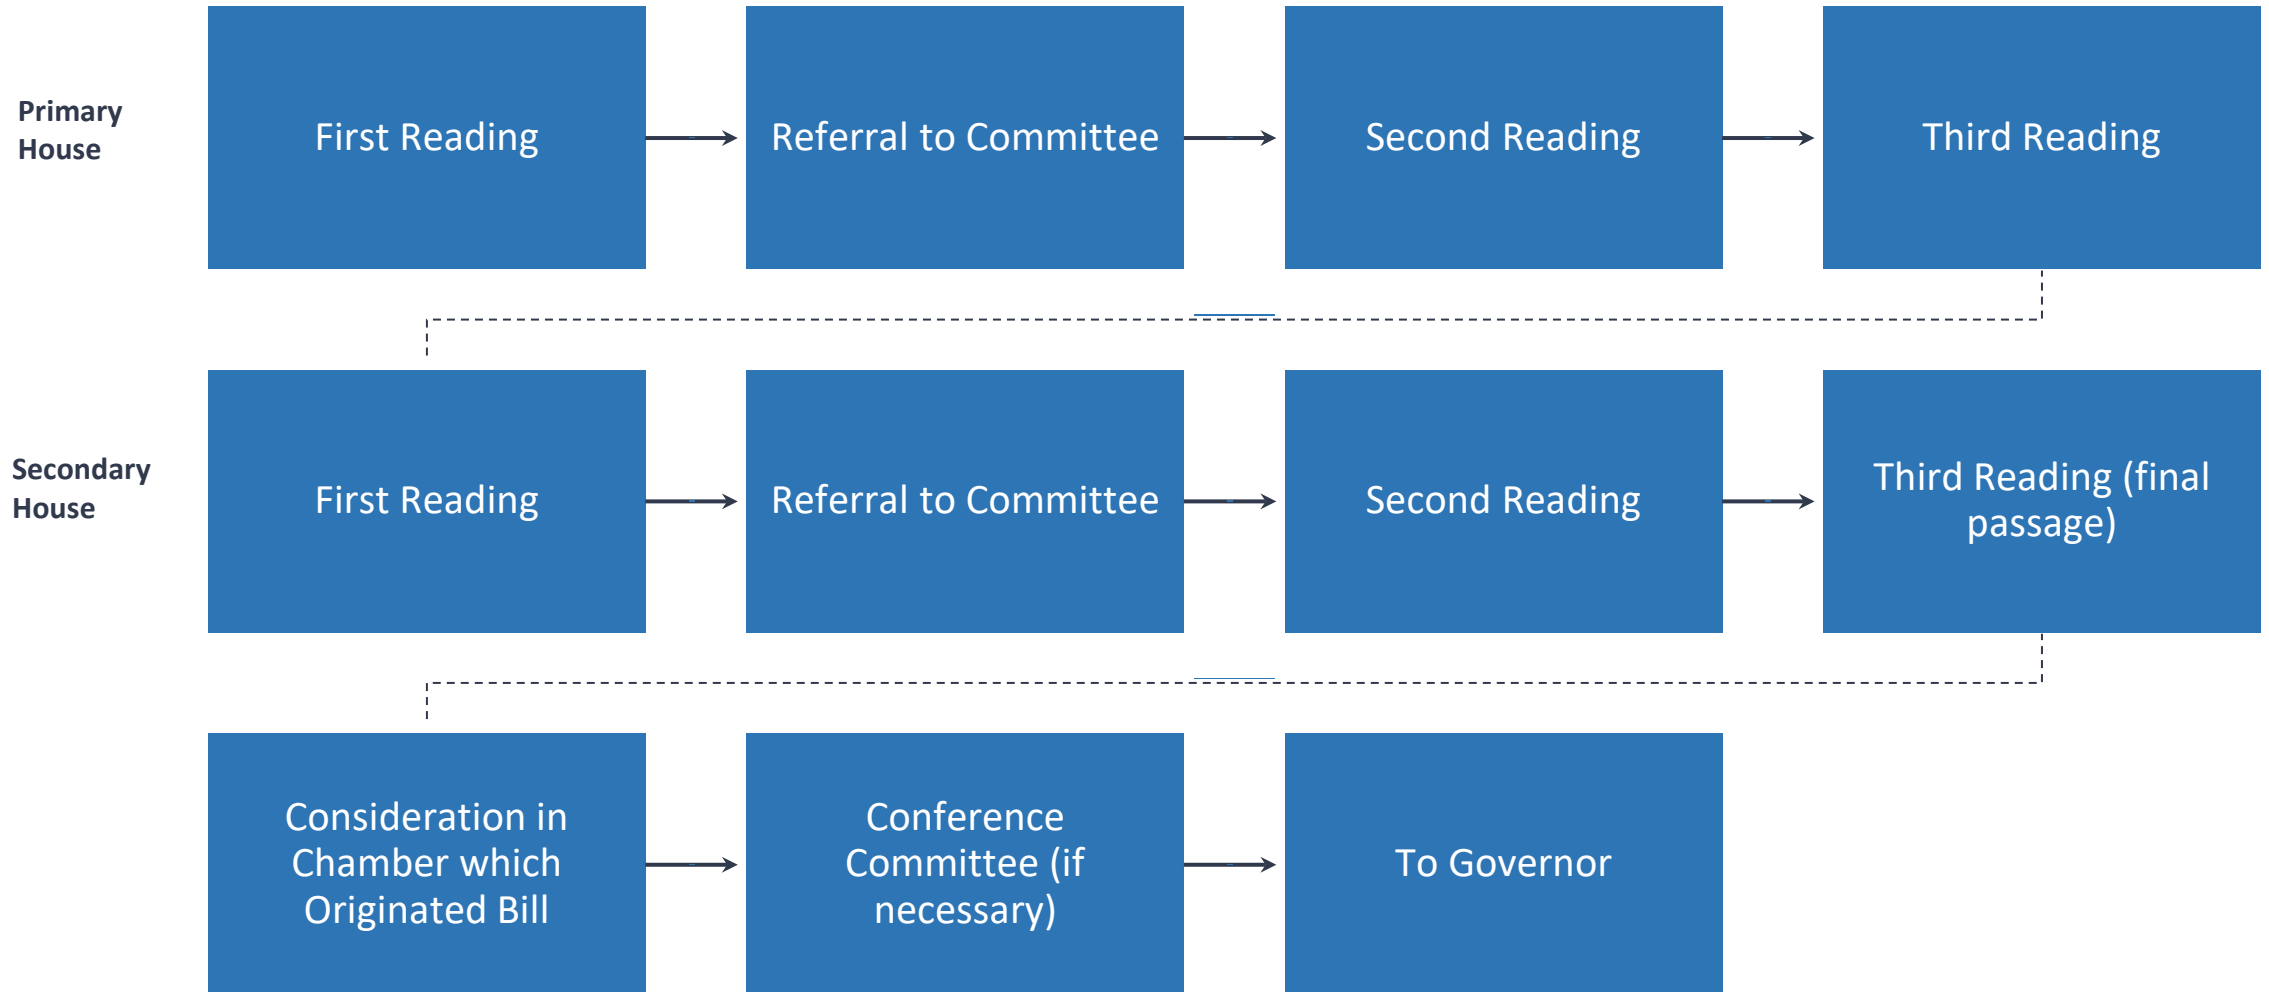 Primary
House
First Reading
Referral to Committee
Second Reading
Third Reading
Secondary
House
First Reading
Referral to Committee
Second Reading
Third Reading (final
passage)
Consideration in
Chamber which
Originated Bill
Conference
Committee (if
necessary)
To Governor